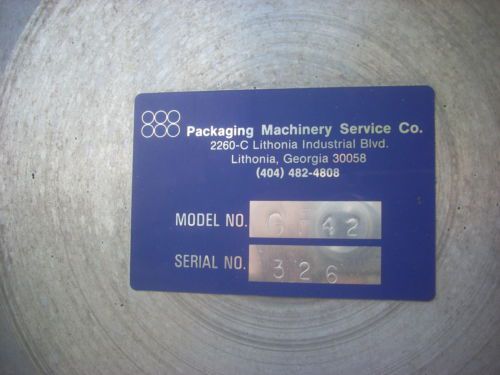 Packaging Machinery Service Co.
2260-C Lithonia Industrial Blvd.
Lithonia, Georgia 30058
(404) 482-4808
MODEL NO.
SERIAL NO. 326